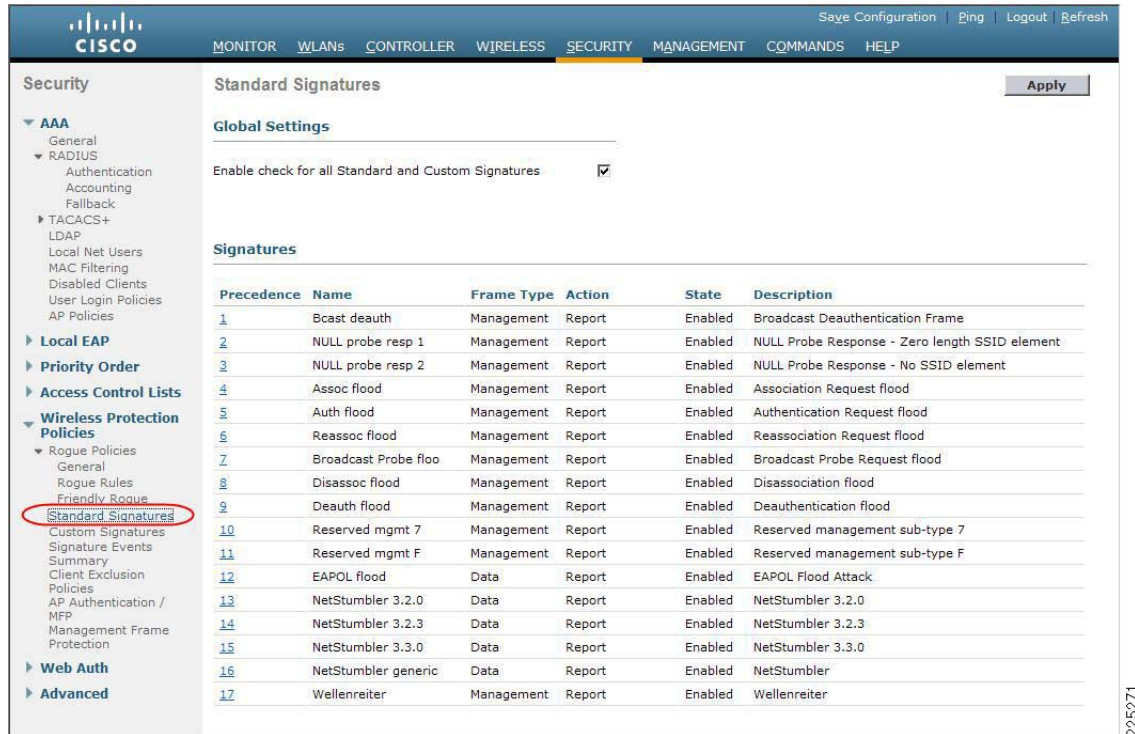 Save Configuration | Ping | Logout | Refresh
CISCO
MONITOR WLANs CONTROLLER WIRELESS SECURITY MANAGEMENT COMMANDS HELP
Security
AAA
General
RADIUS
Authentication
Accounting
Fallback
TACACS+
LDAP
Local Net Users
MAC Filtering
Disabled Clients
User Login Policies
AP Policies
Local EAP
Priority Order
Access Control Lists
Wireless Protection
Policies
Rogue Policies
General
Rogue Rules
Friendly Rogue
Standard Signatures
Custom Signatures
Signature Events
Summary
Client Exclusion
Policies
AP Authentication /
MFP
Management Frame
Protection
Web Auth
Advanced
Standard Signatures
Apply
Global Settings
Enable check for all Standard and Custom Signatures
Signatures
Precedence Name Frame Type Action State Description
1 Bcast deauth Management Report Enabled Broadcast Deauthentication Frame
2 NULL probe resp 1 Management Report Enabled NULL Probe Response - Zero length SSID element
3 NULL probe resp 2 Management Report Enabled NULL Probe Response - No SSID element
4 Assoc flood Management Report Enabled Association Request flood
5 Auth flood Management Report Enabled Authentication Request flood
6 Reassoc flood Management Report Enabled Reassociation Request flood
7 Broadcast Probe floo Management Report Enabled Broadcast Probe Request flood
8 Disassoc flood Management Report Enabled Disassociation flood
9 Deauth flood Management Report Enabled Deauthentication flood
10 Reserved mgmt 7 Management Report Enabled Reserved management sub-type 7
11 Reserved mgmt F Management Report Enabled Reserved management sub-type F
12 EAPOL flood Data Report Enabled EAPOL Flood Attack
13 NetStumbler 3.2.0 Data Report Enabled NetStumbler 3.2.0
14 NetStumbler 3.2.3 Data Report Enabled NetStumbler 3.2.3
15 NetStumbler 3.3.0 Data Report Enabled NetStumbler 3.3.0
16 NetStumbler generic Data Report Enabled NetStumbler
17 Wellenreiter Management Report Enabled Wellenreiter
225271